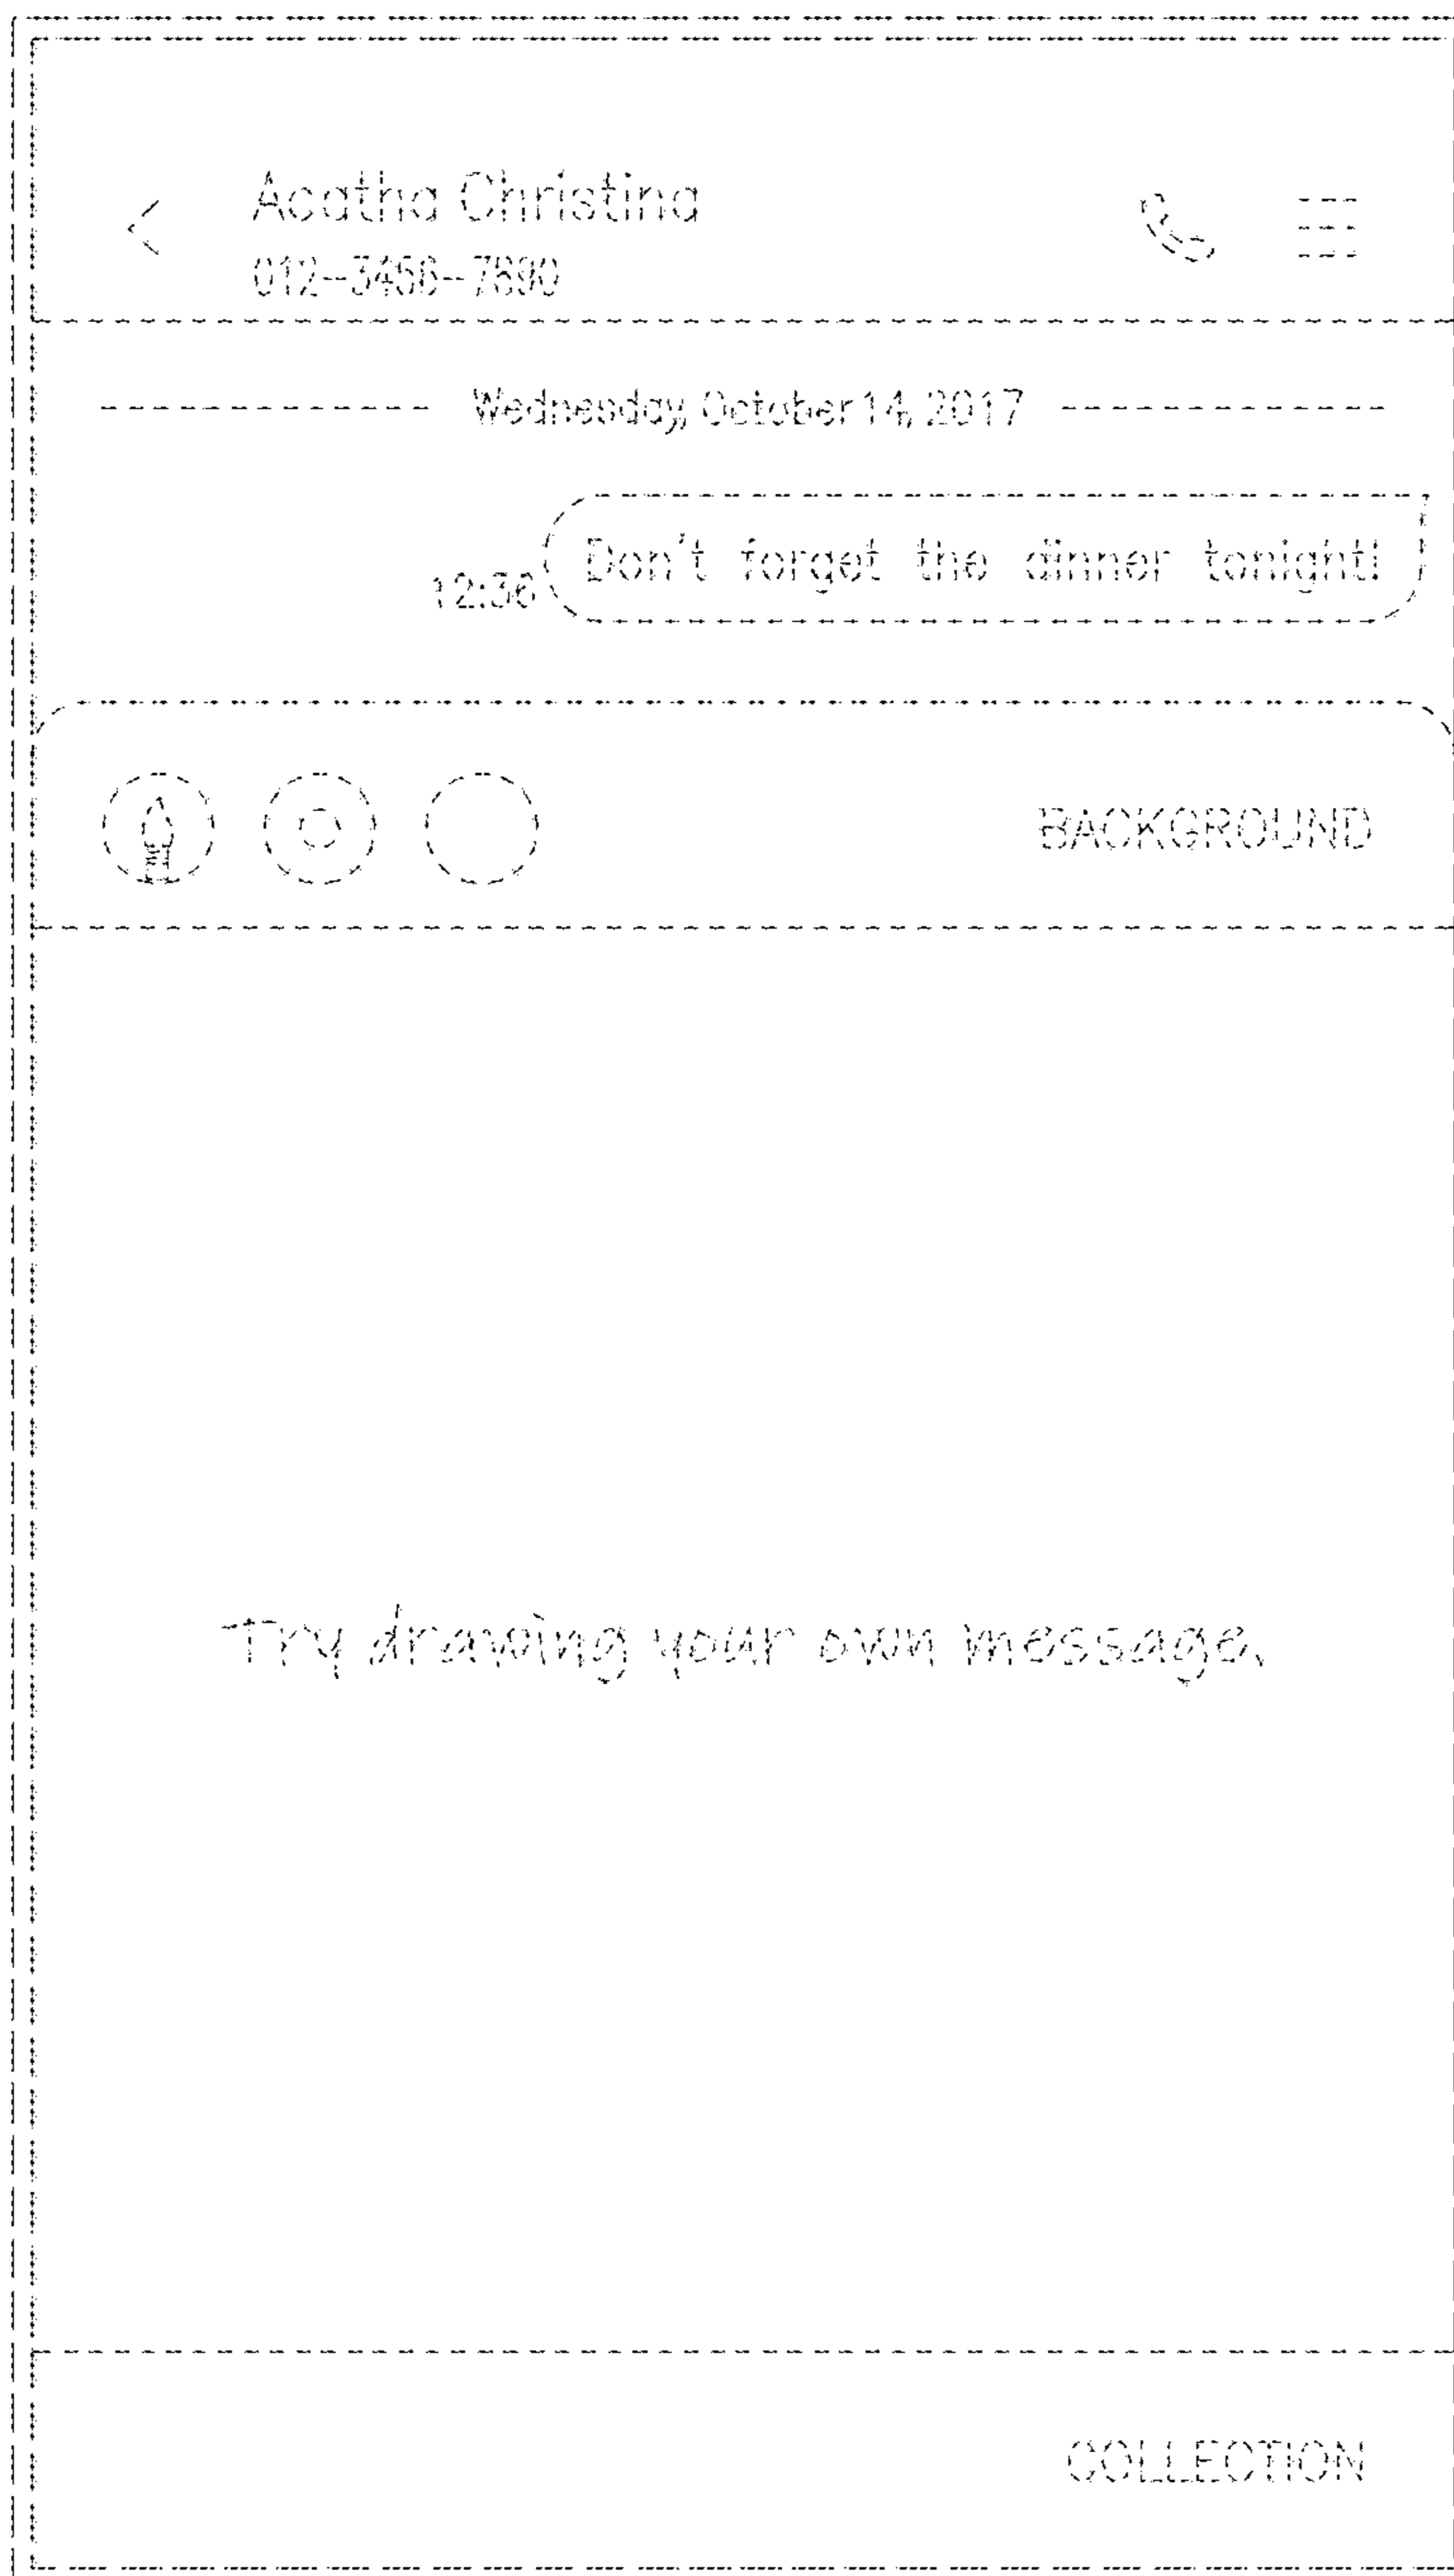 Acatha Christina
012-3456-7890
Wednesday, October 14, 2017
Don't forget the dinner tonight!
12:36
BACKGROUND
Try drawing your own message.
COLLECTION